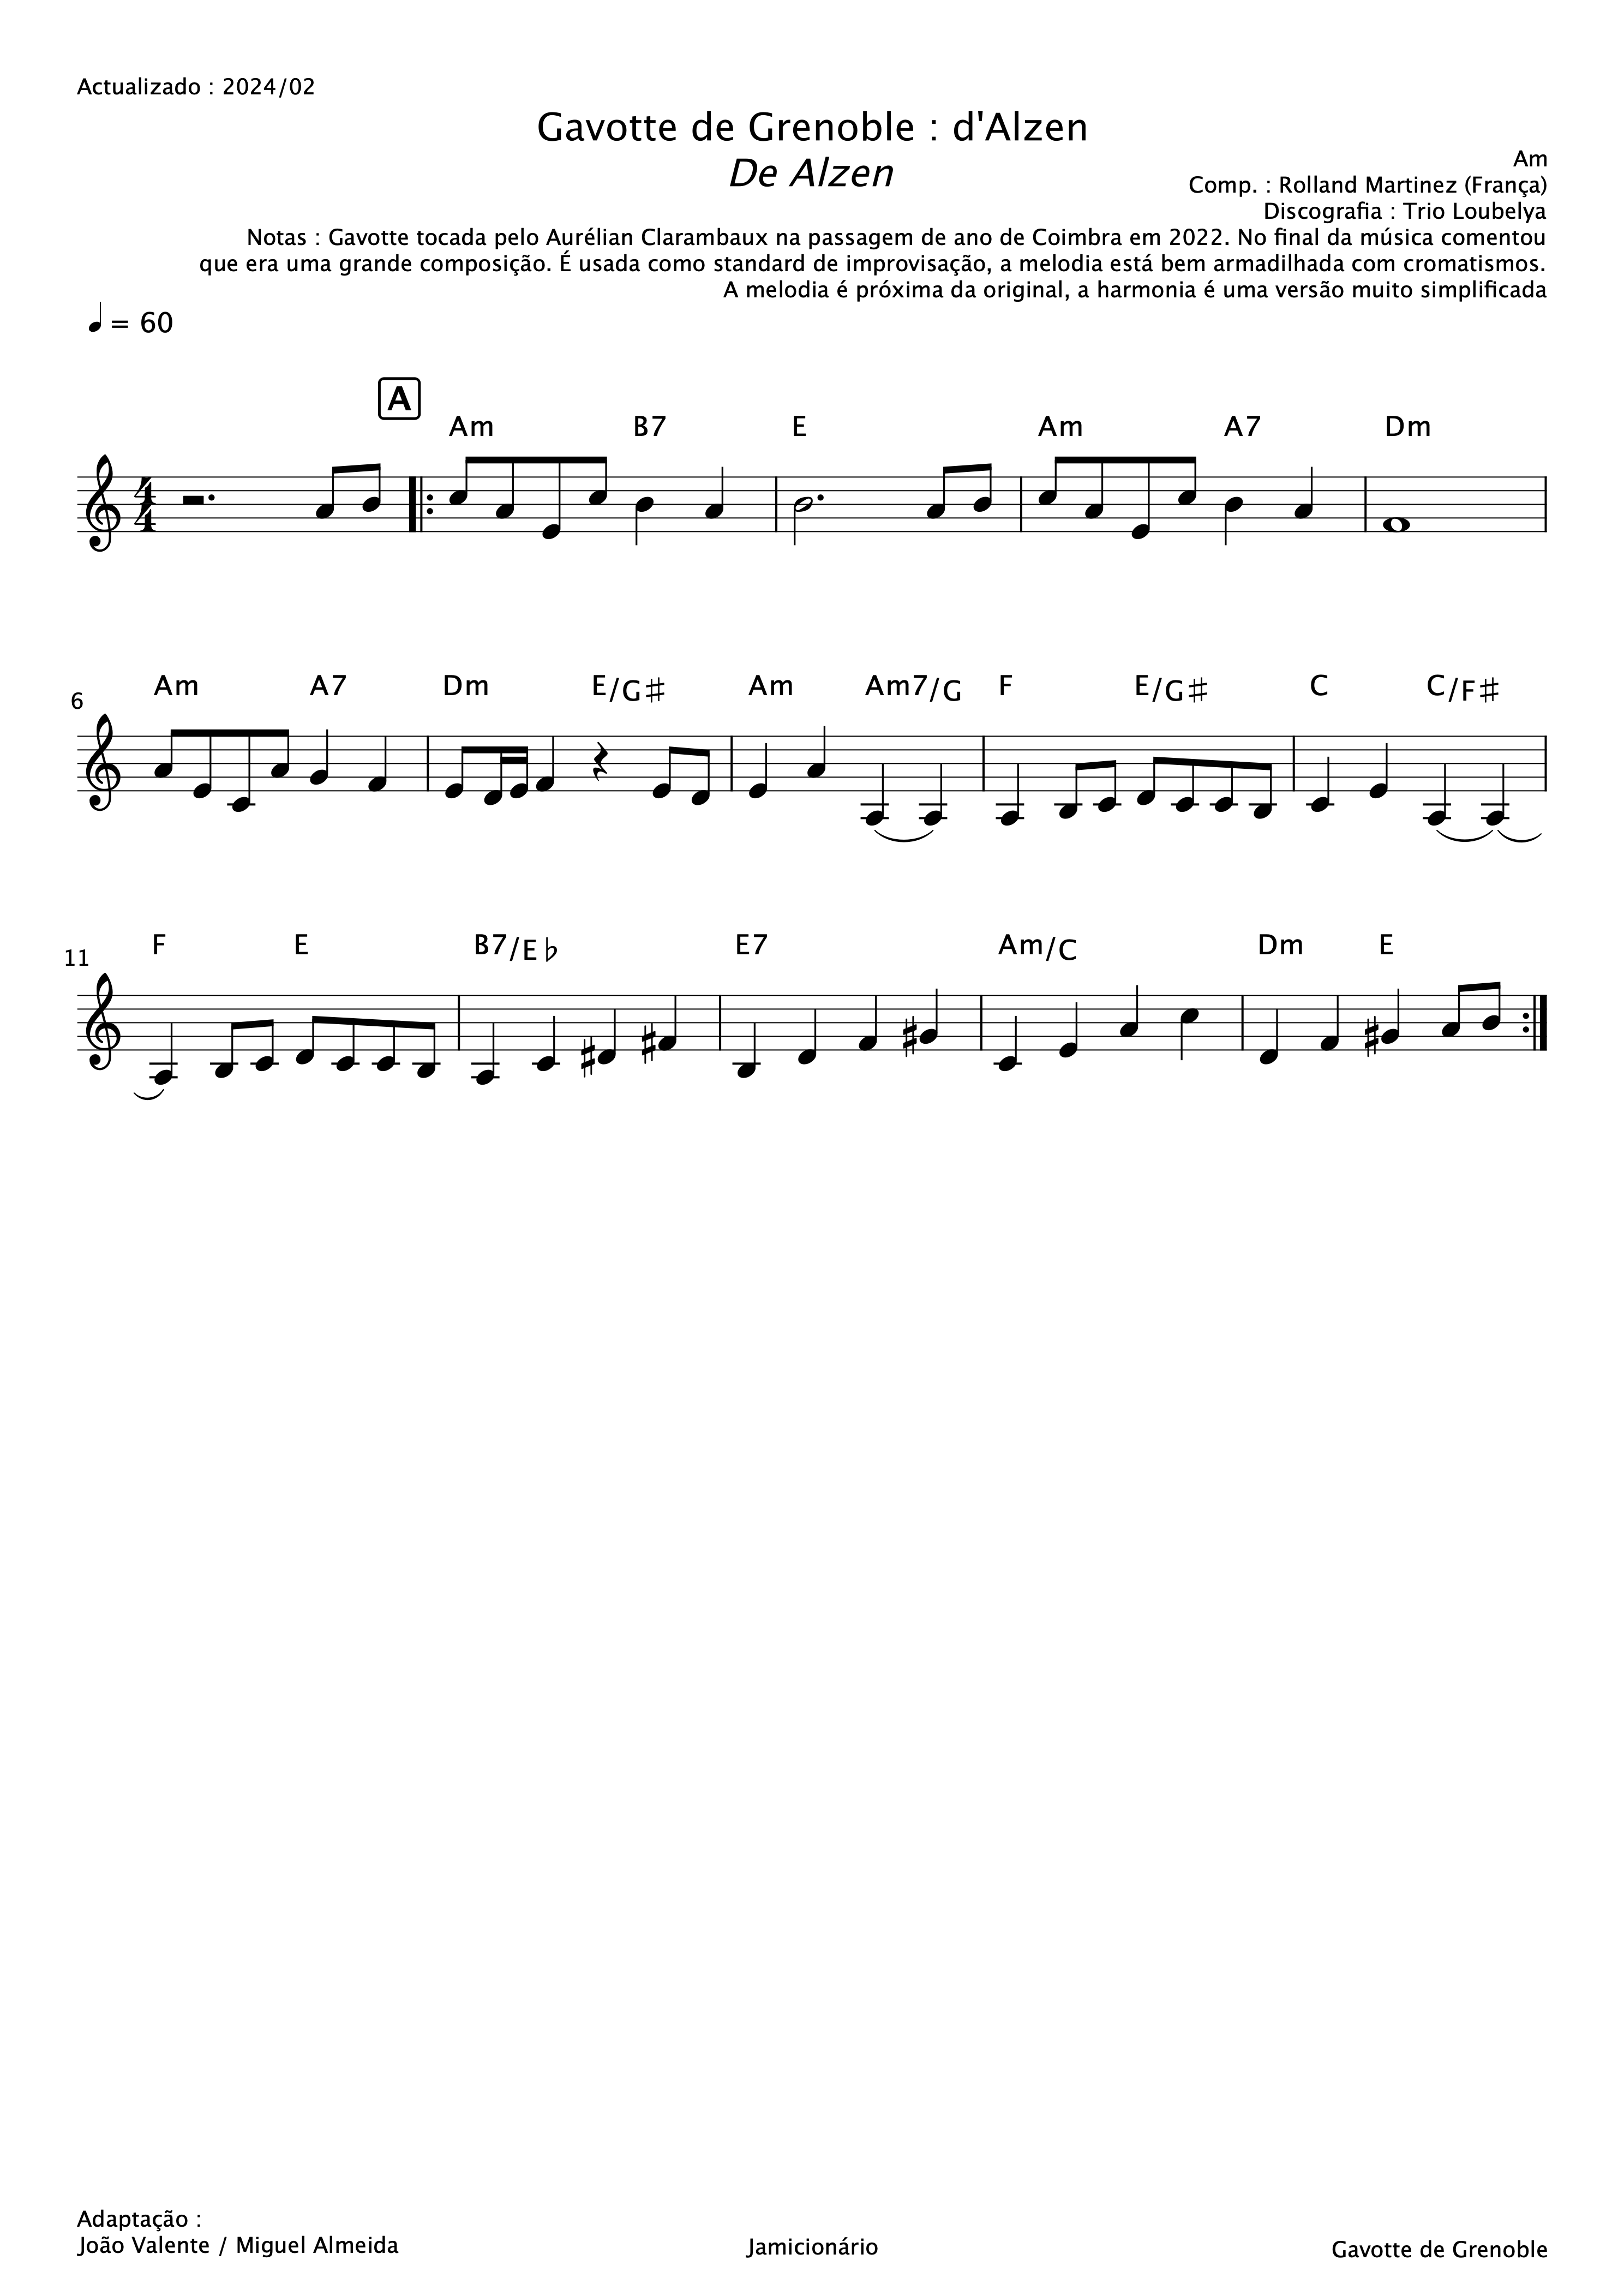 Actualizado : 2024/02
Gavotte de Grenoble : d'Alzen
De Alzen
Am
Comp. : Rolland Martinez (França)
Discografia : Trio Loubelya
Notas : Gavotte tocada pelo Aurélian Clarambaux na passagem de ano de Coimbra em 2022. No final da música comentou
que era uma grande composição. É usada como standard de improvisação, a melodia está bem armadilhada com cromatismos.
A melodia é próxima da original, a harmonia é uma versão muito simplificada
♩ = 60
A
Am B7 E Am A7 Dm
4
4
6 Am A7 Dm E/G♯ Am Am7/G F E/G♯ C C/F♯
11 F E B7/E♭ E7 Am/C Dm E
Adaptação :
João Valente / Miguel Almeida
Jamicionário
Gavotte de Grenoble